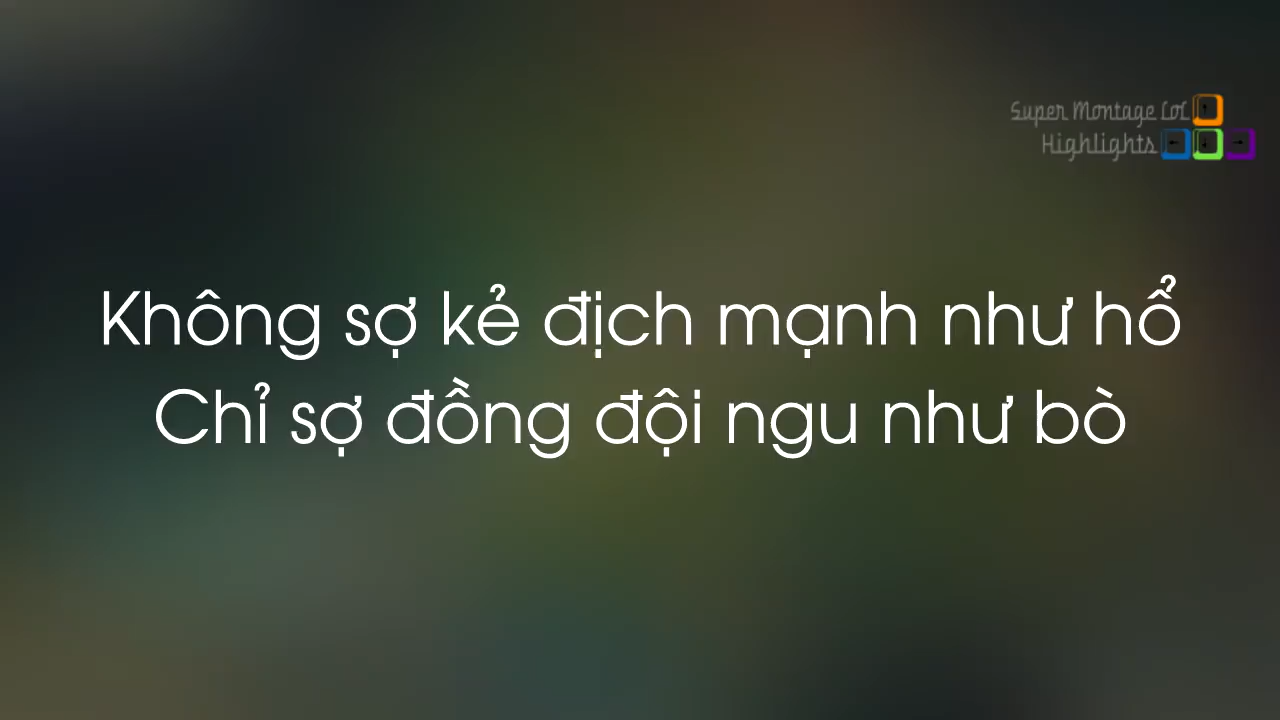 Super Montage LoL
Highlights
Không sợ kẻ địch mạnh như hổ
Chỉ sợ đồng đội ngu như bò